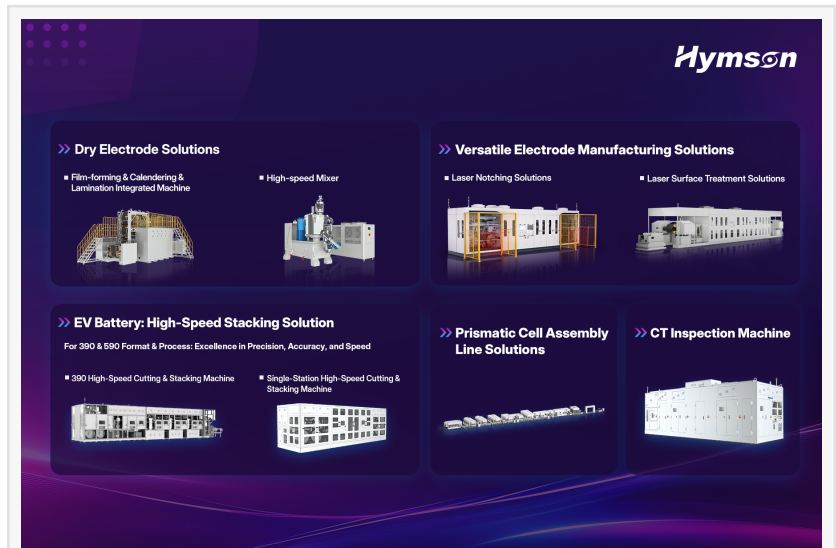 Hymson
Dry Electrode Solutions
Film-forming & Calendering &
Lamination Integrated Machine
High-speed Mixer
Versatile Electrode Manufacturing Solutions
Laser Notching Solutions
Laser Surface Treatment Solutions
EV Battery: High-Speed Stacking Solution
For 390 & 590 Format & Process: Excellence in Precision, Accuracy, and Speed
390 High-Speed Cutting & Stacking Machine
Single-Station High-Speed Cutting &
Stacking Machine
Prismatic Cell Assembly
Line Solutions
CT Inspection Machine